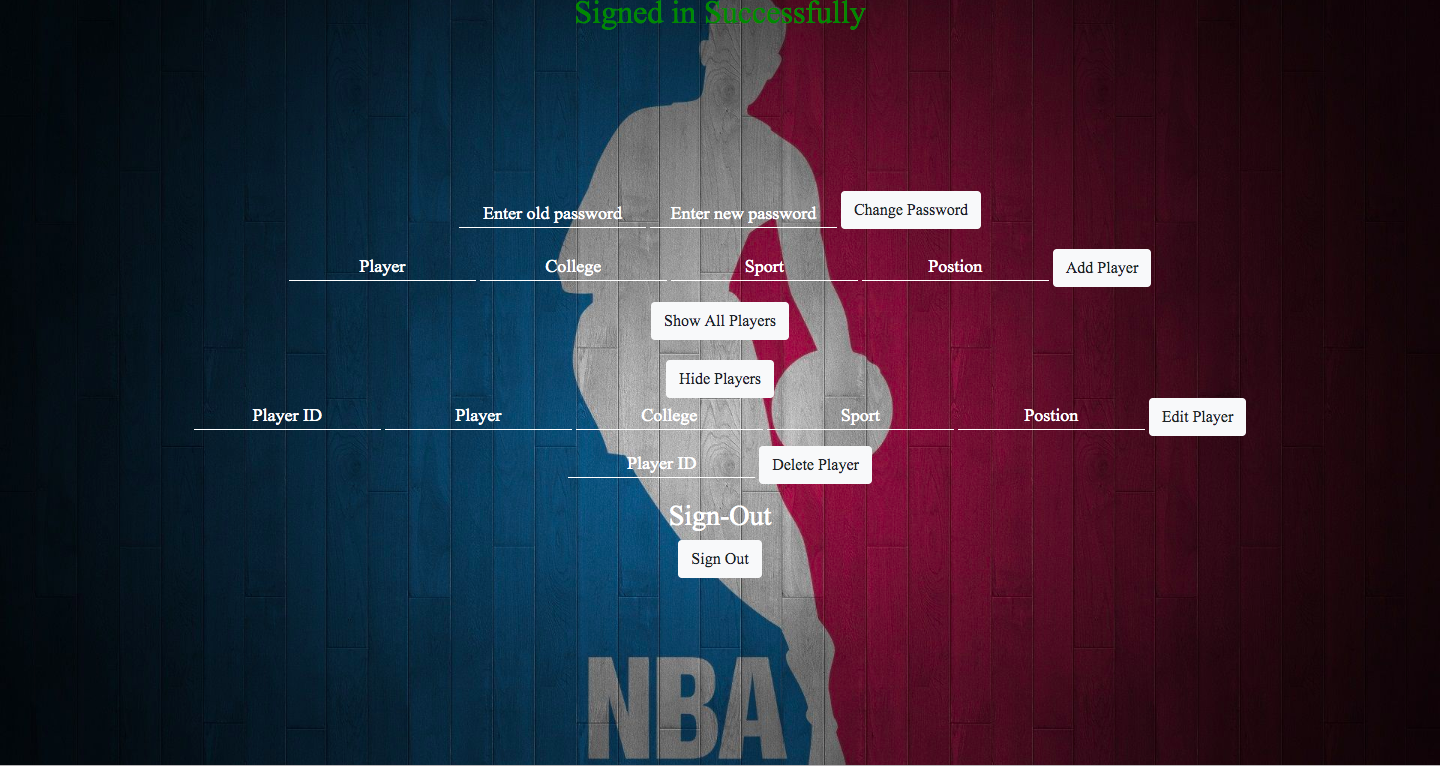 Signed in Successfully
Enter old password Enter new password Change Password
Player College Sport Postion Add Player
Show All Players
Hide Players
Player ID Player College Sport Postion Edit Player
Player ID Delete Player
Sign-Out
Sign Out
NBA